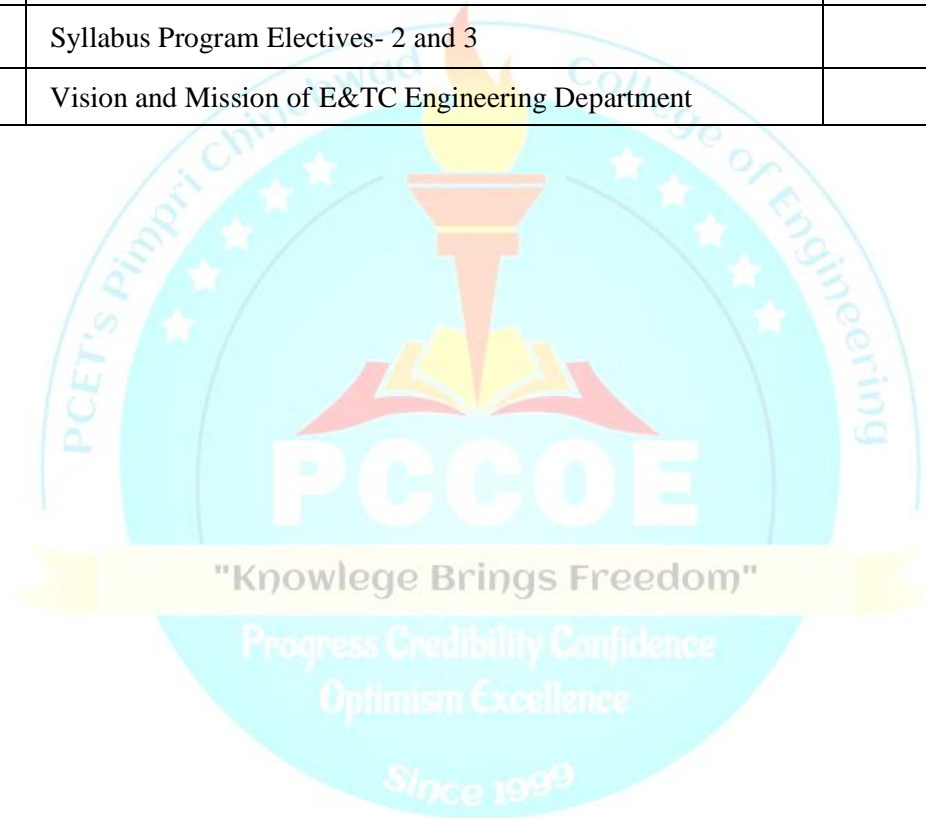 Syllabus Program Electives- 2 and 3
Vision and Mission of E&TC Engineering Department
PCET's Pimpri Chinchwad College of Engineering
PCCOE
"Knowlege Brings Freedom"
Progress Credibility Confidence
Optimism Excellence
Since 1999